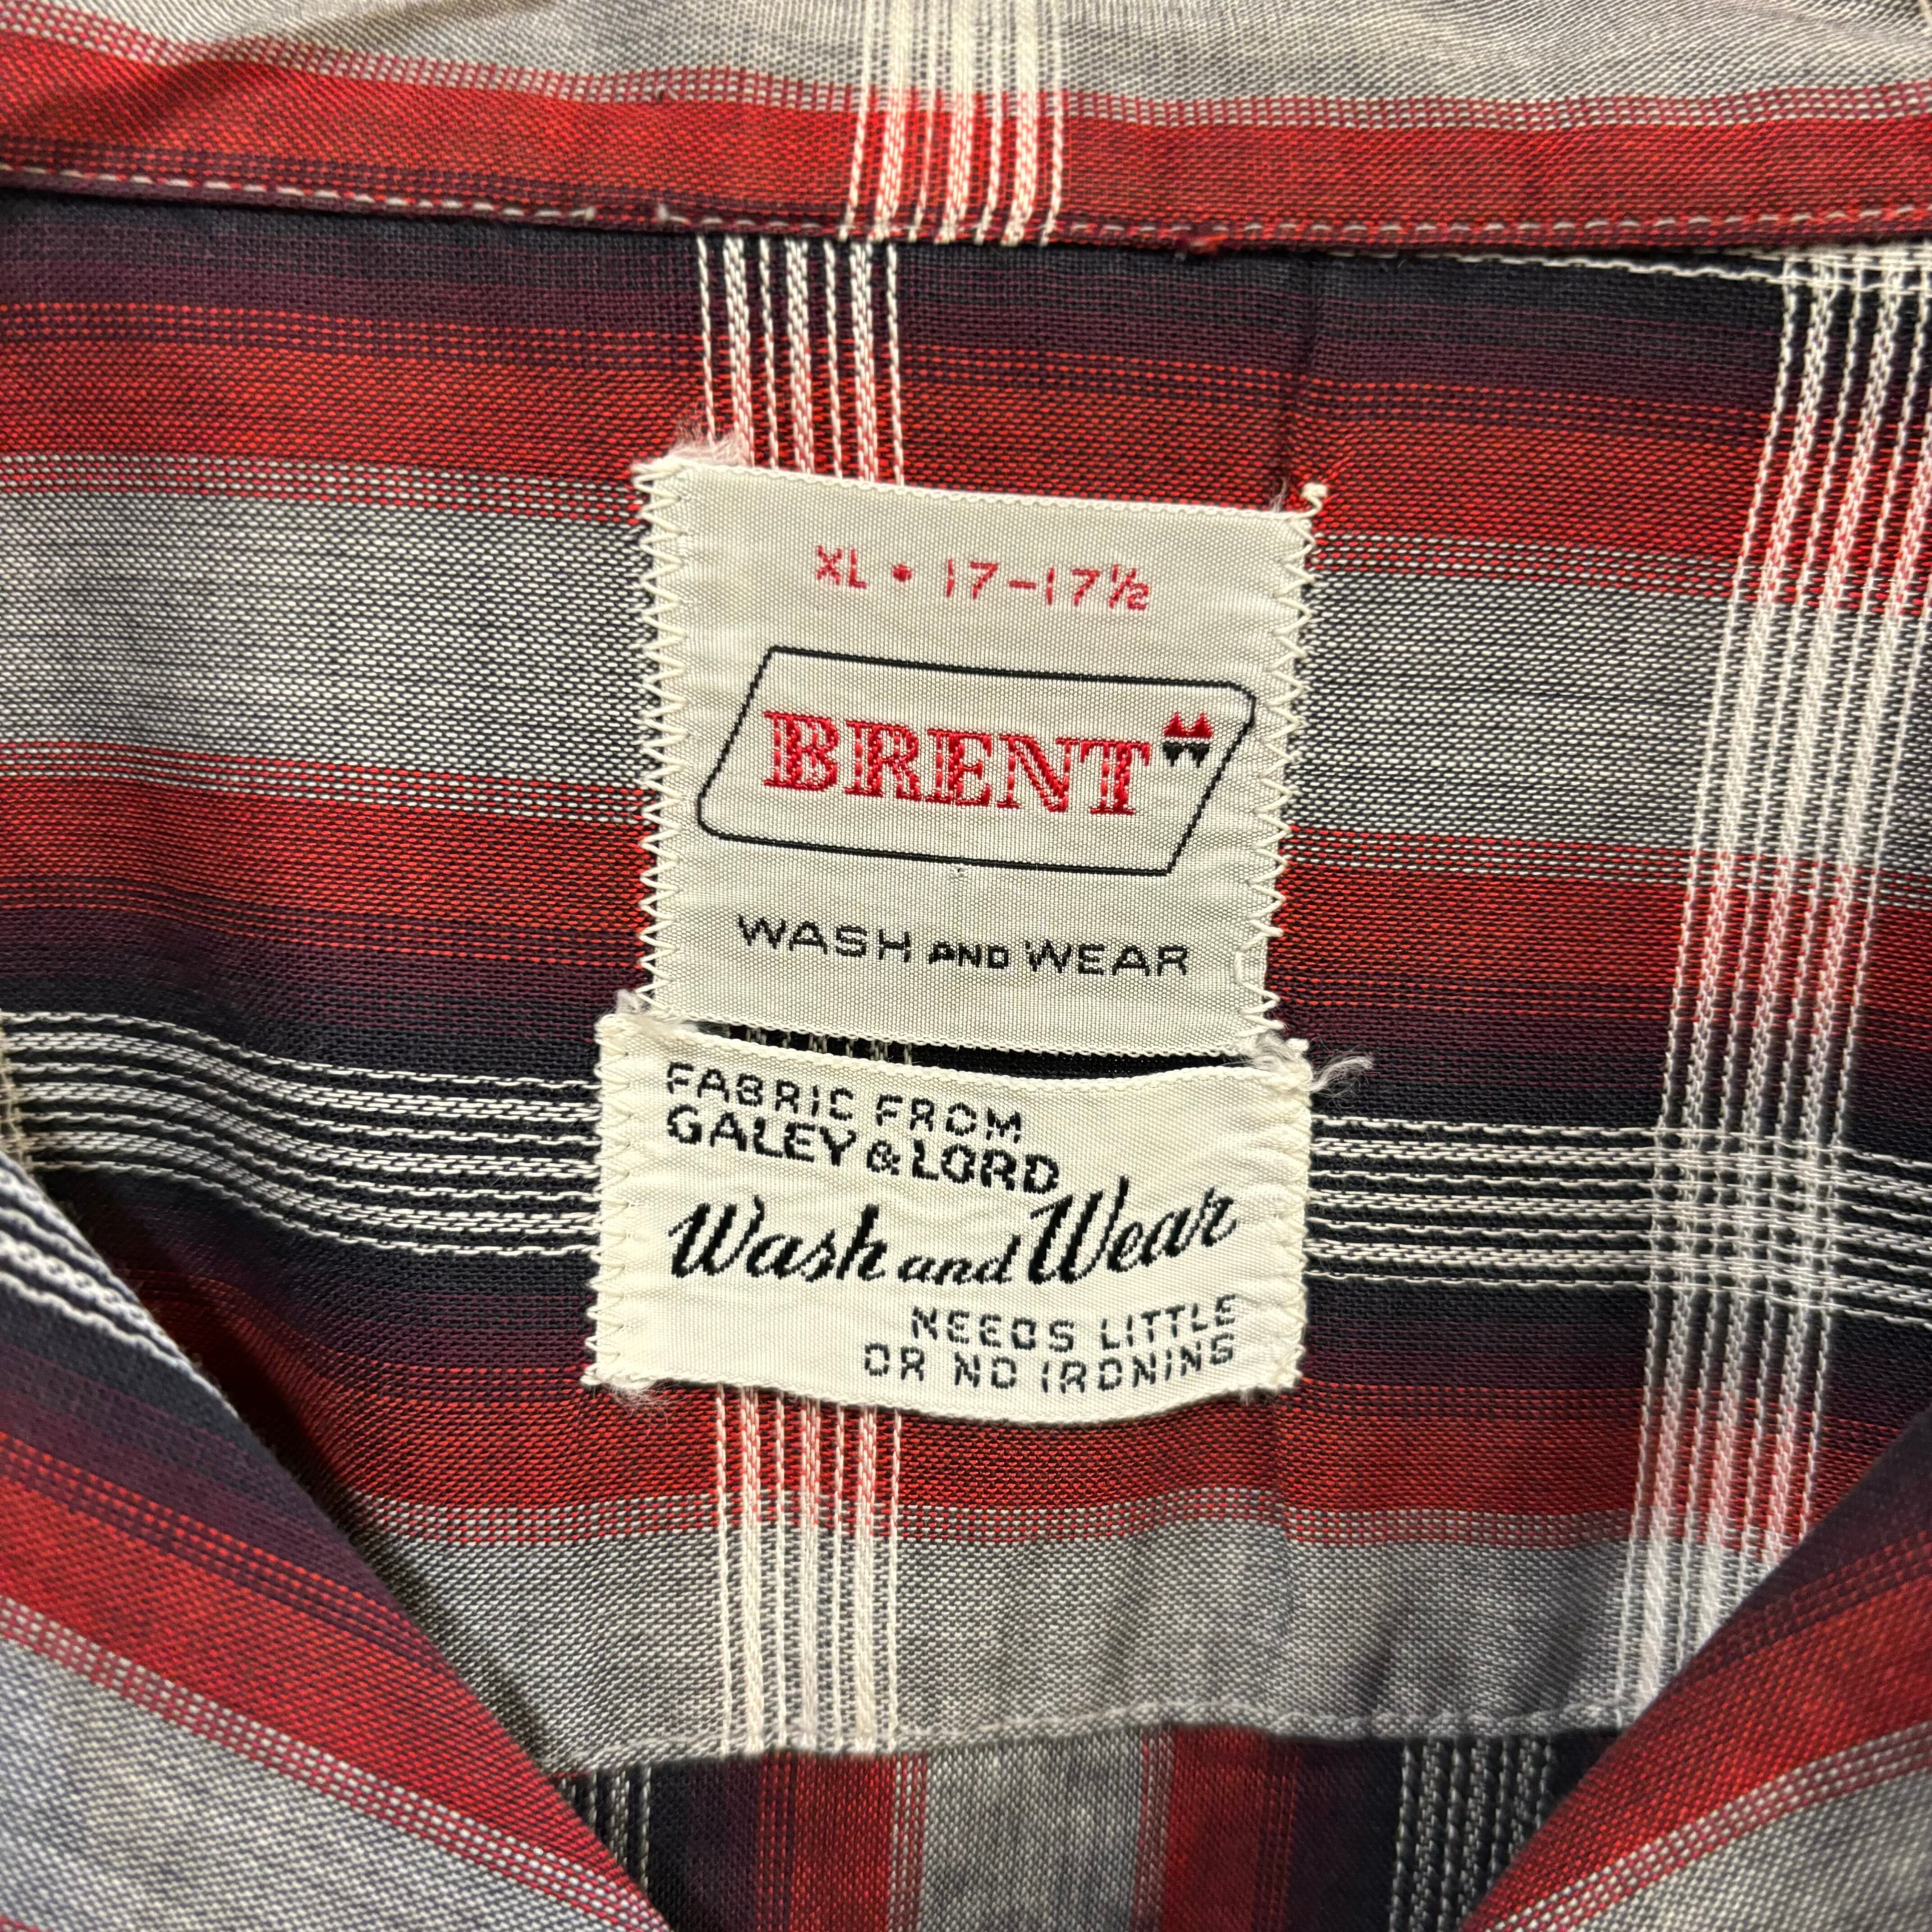 XL • 17-17½
BRENT
WASH AND WEAR
FABRIC FROM
GALEY & LORD
Wash and Wear
NEEDS LITTLE
OR NO IRONING